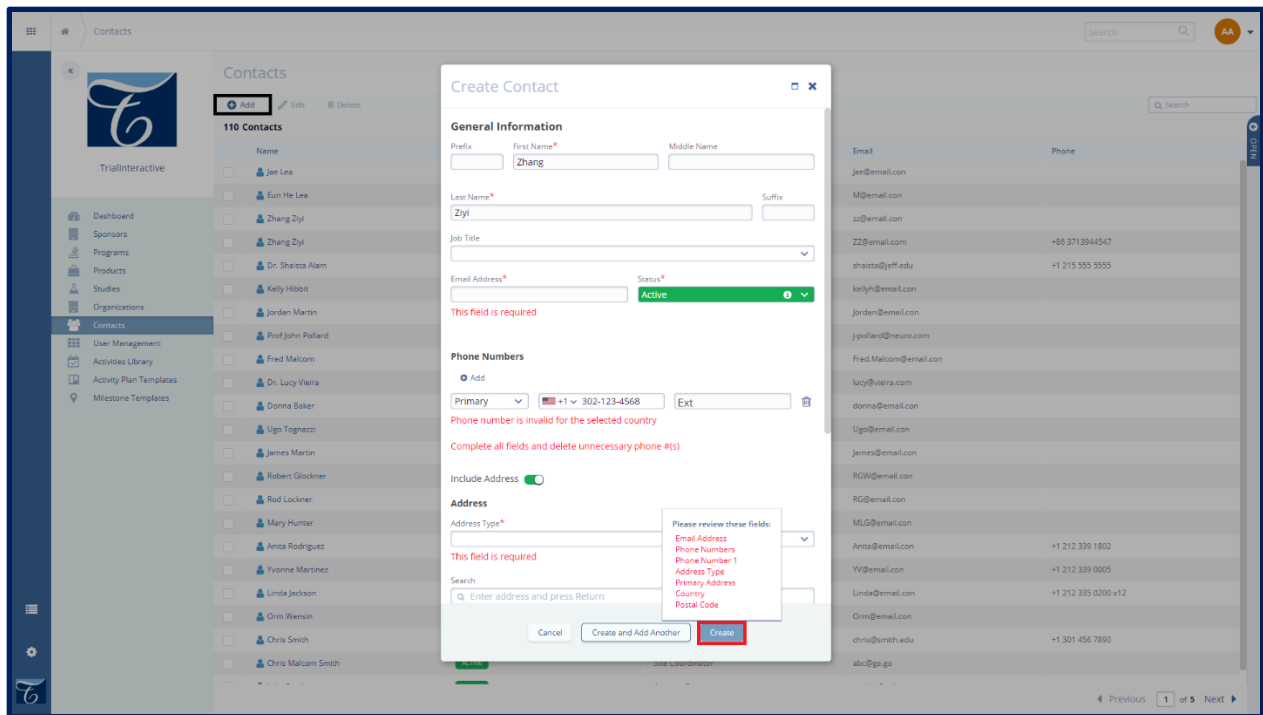 Contacts
Search
AA
Contacts
Add Edit Delete
Search
110 Contacts
OPEN
TrialInteractive
Dashboard
Sponsors
Programs
Products
Studies
Organizations
Contacts
User Management
Activities Library
Activity Plan Templates
Milestone Templates
Name Email Phone
Jae Lea Jae@email.con
Eun He Lea M@email.con
Zhang Ziyi zz@email.con
Zhang Ziyi ZZ@email.com +86 3713944547
Dr. Shaista Alam shaista@jeff.edu +1 215 555 5555
Kelly Hibbit kellyh@email.con
Jordan Martin Jordan@email.con
Prof John Pollard j-pollard@neuro.com
Fred Malcom Fred.Malcom@email.con
Dr. Lucy Vieira lucy@vieira.com
Donna Baker donna@email.con
Ugo Tognazzi Ugo@email.con
James Martin James@email.con
Robert Glockner RGW@email.con
Rod Lockner RG@email.con
Mary Hunter MLG@email.con
Anita Rodriguez Anita@email.con +1 212 339 1802
Yvonne Martinez YV@email.con +1 212 339 0005
Linda Jackson Linda@email.con +1 212 335 0200 x12
Orm Wensin Orm@email.con
Chris Smith chris@smith.edu +1 301 456 7890
Chris Malcom Smith ACTIVE Site Coordinator abc@ge.go
Create Contact
General Information
Prefix First Name* Middle Name
Zhang
Last Name* Suffix
Ziyi
Job Title
Email Address* Status*
Active
This field is required
Phone Numbers
Add
Primary +1 302-123-4568 Ext
Phone number is invalid for the selected country
Complete all fields and delete unnecessary phone #(s)
Include Address
Address
Address Type*
This field is required
Search
Enter address and press Return
Please review these fields:
Email Address
Phone Numbers
Phone Number 1
Address Type
Primary Address
Country
Postal Code
Cancel Create and Add Another Create
Previous 1 of 5 Next